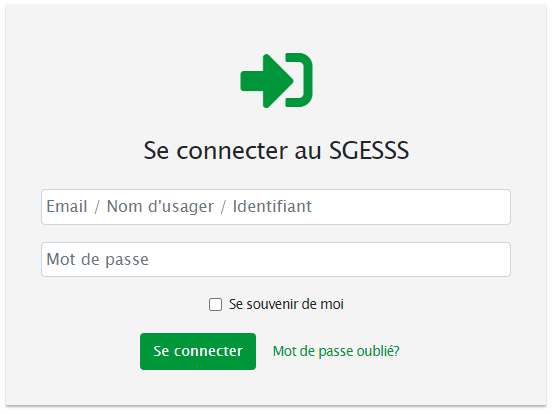 Se connecter au SGESSS
Email / Nom d'usager / Identifiant
Mot de passe
Se souvenir de moi
Se connecter Mot de passe oublié?